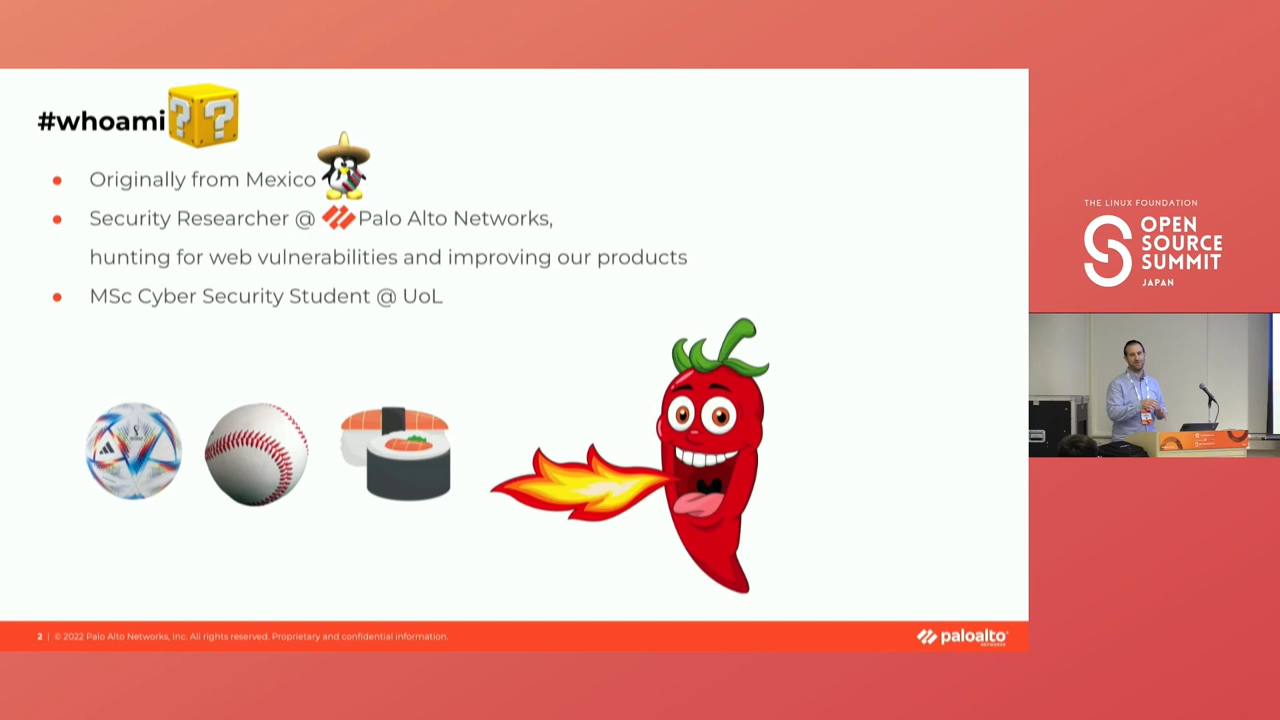 #whoami
Originally from Mexico
Security Researcher @ Palo Alto Networks,
hunting for web vulnerabilities and improving our products
MSc Cyber Security Student @ UoL
2 | © 2022 Palo Alto Networks, Inc. All rights reserved. Proprietary and confidential information.
paloalto
NETWORKS
THE LINUX FOUNDATION
OPEN
SOURCE
SUMMIT
JAPAN